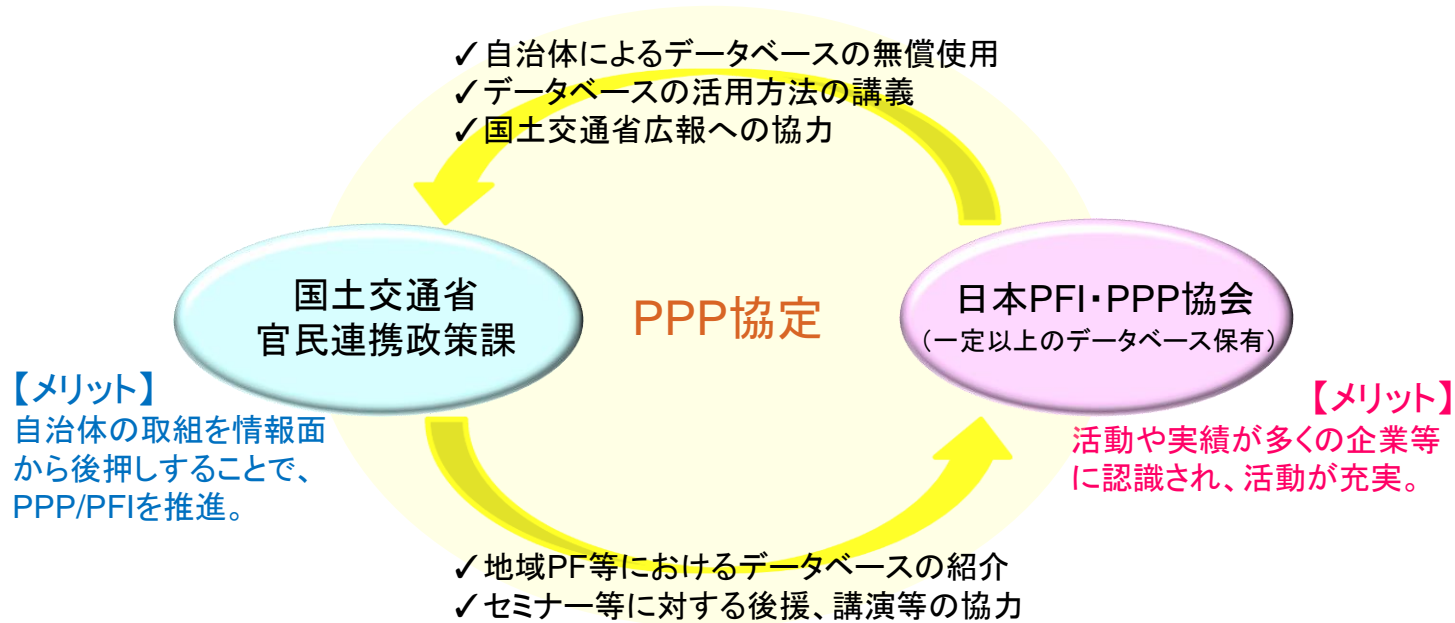 ✓自治体によるデータベースの無償使用
✓データベースの活用方法の講義
✓国土交通省広報への協力
国土交通省
官民連携政策課
PPP協定
日本PFI・PPP協会
(一定以上のデータベース保有)
【メリット】
自治体の取組を情報面
から後押しすることで、
PPP/PFIを推進。
【メリット】
活動や実績が多くの企業等
に認識され、活動が充実。
✓地域PF等におけるデータベースの紹介
✓セミナー等に対する後援、講演等の協力